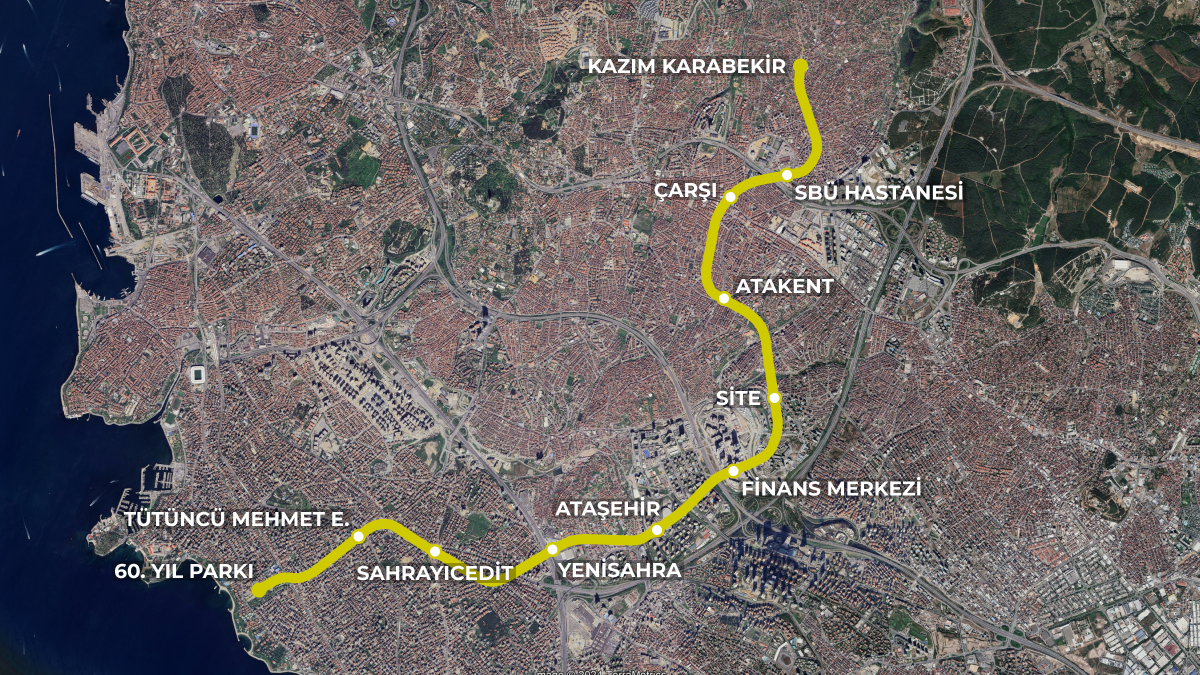 KAZIM KARABEKİR
ÇARŞI
SBÜ HASTANESİ
ATAKENT
SİTE
FİNANS MERKEZİ
ATAŞEHİR
TÜTÜNCÜ MEHMET E.
60. YIL PARKI
SAHRAYICEDİT
YENİSAHRA